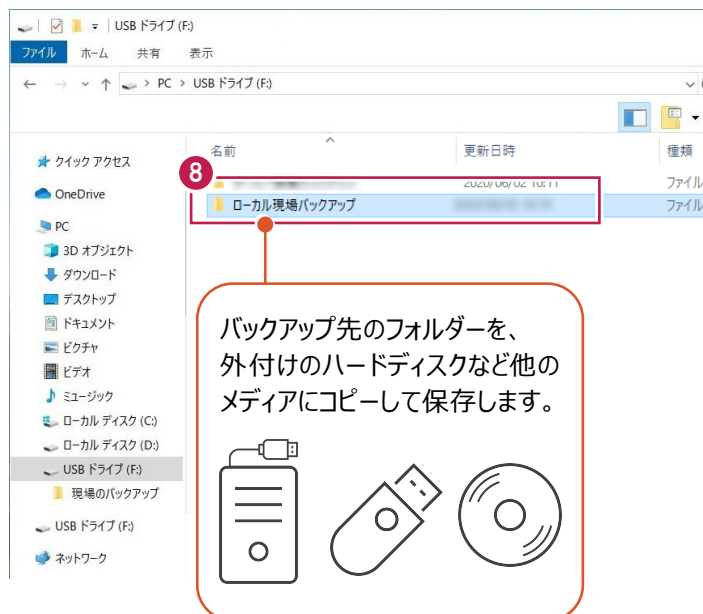 USB ドライブ (F:)
ファイル ホーム 共有 表示
PC > USB ドライブ (F:)
名前 更新日時 種類
8
2020/06/02 10:11 ファイル
ローカル現場バックアップ ファイル
クイック アクセス
OneDrive
PC
3D オブジェクト
ダウンロード
デスクトップ
ドキュメント
ピクチャ
ビデオ
ミュージック
ローカル ディスク (C:)
ローカル ディスク (D:)
USB ドライブ (F:)
現場のバックアップ
USB ドライブ (F:)
ネットワーク
バックアップ先のフォルダーを、
外付けのハードディスクなど他の
メディアにコピーして保存します。